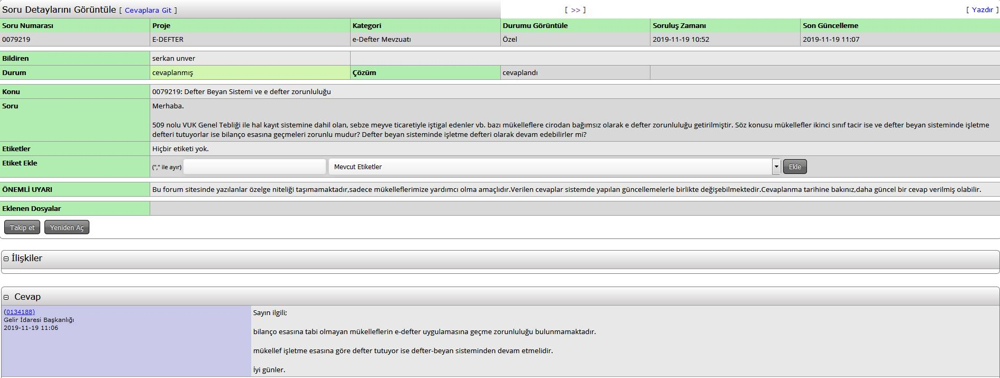 Soru Detaylarını Görüntüle [ Cevaplara Git ] [ >> ] [ Yazdır ]
Soru Numarası Proje Kategori Durumu Görüntüle Soruluş Zamanı Son Güncelleme
0079219 E-DEFTER e-Defter Mevzuatı Özel 2019-11-19 10:52 2019-11-19 11:07
Bildiren serkan unver
Durum cevaplanmış Çözüm cevaplandı
Konu 0079219: Defter Beyan Sistemi ve e defter zorunluluğu
Soru Merhaba.
509 nolu VUK Genel Tebliği ile hal kayıt sistemine dahil olan, sebze meyve ticaretiyle iştigal edenler vb. bazı mükelleflere cirodan bağımsız olarak e defter zorunluluğu getirilmiştir. Söz konusu mükellefler ikinci sınıf tacir ise ve defter beyan sisteminde işletme
defteri tutuyorlar ise bilanço esasına geçmeleri zorunlu mudur? Defter beyan sisteminde işletme defteri olarak devam edebilirler mi?
Etiketler Hiçbir etiketi yok.
Etiket Ekle ("," ile ayır) Mevcut Etiketler Ekle
ÖNEMLİ UYARI Bu forum sitesinde yazılanlar özelge niteliği taşımamaktadır,sadece mükelleflerimize yardımcı olma amaçlıdır.Verilen cevaplar sistemde yapılan güncellemelerle birlikte değişebilmektedir.Cevaplanma tarihine bakınız,daha güncel bir cevap verilmiş olabilir.
Eklenen Dosyalar
Takip et Yeniden Aç
İlişkiler
Cevap
(0134188)
Gelir İdaresi Başkanlığı
2019-11-19 11:06
Sayın ilgili;
bilanço esasına tabi olmayan mükelleflerin e-defter uygulamasına geçme zorunluluğu bulunmamaktadır.
mükellef işletme esasına göre defter tutuyor ise defter-beyan sisteminden devam etmelidir.
İyi günler.